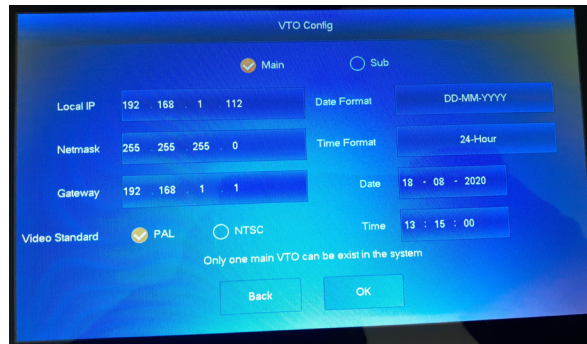 VTO Config
Main Sub
Local IP 192 . 168 . 1 . 112 Date Format DD-MM-YYYY
Netmask 255 . 255 . 255 . 0 Time Format 24-Hour
Gateway 192 . 168 . 1 . 1 Date 18 - 08 - 2020
Video Standard PAL NTSC Time 13 : 15 : 00
Only one main VTO can be exist in the system
Back OK